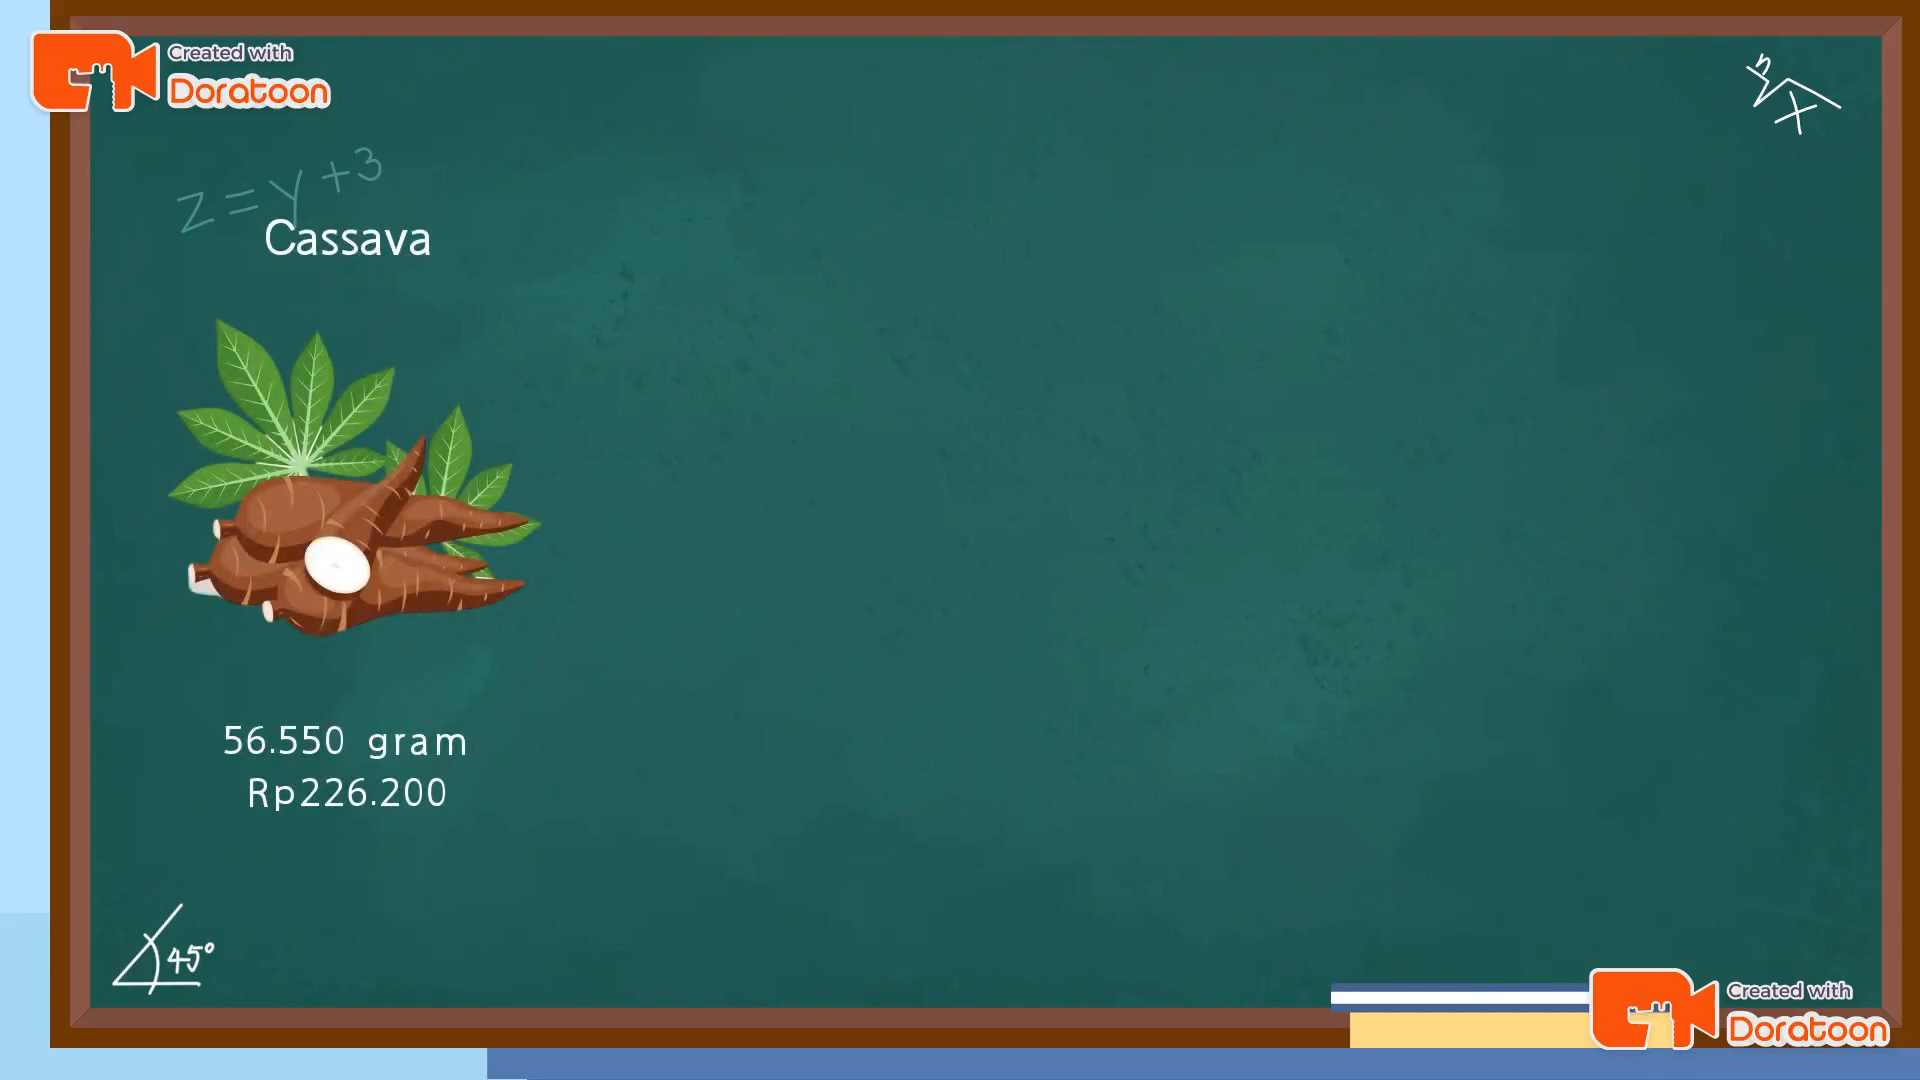 Created with
Doratoon
n
X
z=y+3
Cassava
56.550 gram
Rp226.200
45°
Created with
Doratoon